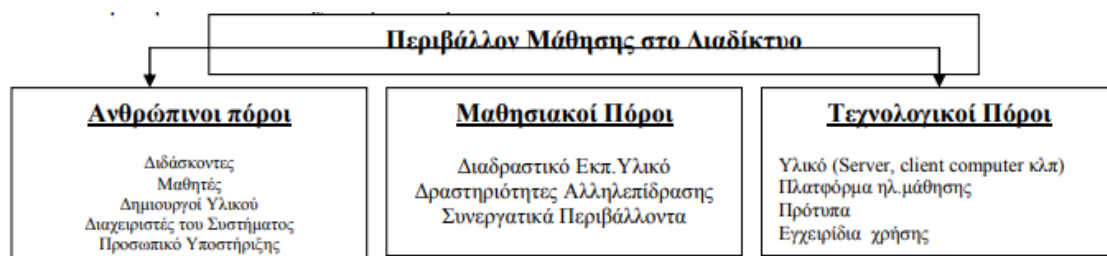 Περιβάλλον Μάθησης στο Διαδίκτυο
Ανθρώπινοι πόροι
Διδάσκοντες
Μαθητές
Δημιουργοί Υλικού
Διαχειριστές του Συστήματος
Προσωπικό Υποστήριξης
Μαθησιακοί Πόροι
Διαδραστικό Εκπ.Υλικό
Δραστηριότητες Αλληλεπίδρασης
Συνεργατικά Περιβάλλοντα
Τεχνολογικοί Πόροι
Υλικό (Server, client computer κλπ)
Πλατφόρμα ηλ.μάθησης
Πρότυπα
Εγχειρίδια χρήσης